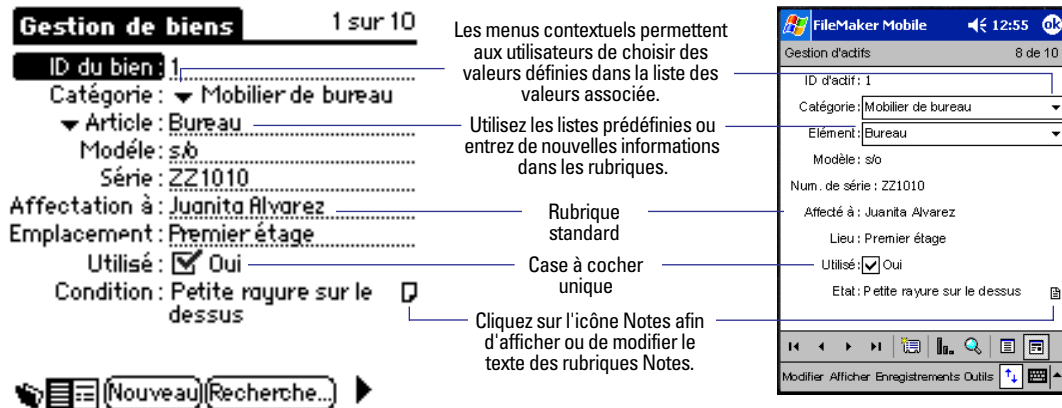 Gestion de biens 1 sur 10
ID du bien : 1
Catégorie : Mobilier de bureau
Article : Bureau
Modéle : s/o
Série : ZZ1010
Affectation à : Juanita Alvarez
Emplacement : Premier étage
Utilisé : Oui
Condition : Petite rayure sur le
dessus
Nouveau Recherche...
Les menus contextuels permettent
aux utilisateurs de choisir des
valeurs définies dans la liste des
valeurs associée.
Utilisez les listes prédéfinies ou
entrez de nouvelles informations
dans les rubriques.
Rubrique
standard
Case à cocher
unique
Cliquez sur l'icône Notes afin
d'afficher ou de modifier le
texte des rubriques Notes.
FileMaker Mobile 12:55 ok
Gestion d'actifs 8 de 10
ID d'actif : 1
Catégorie : Mobilier de bureau
Elément : Bureau
Modèle : s/o
Num. de série : ZZ1010
Affecté à : Juanita Alvarez
Lieu : Premier étage
Utilisé : Oui
Etat : Petite rayure sur le dessus
Modifier Afficher Enregistrements Outils